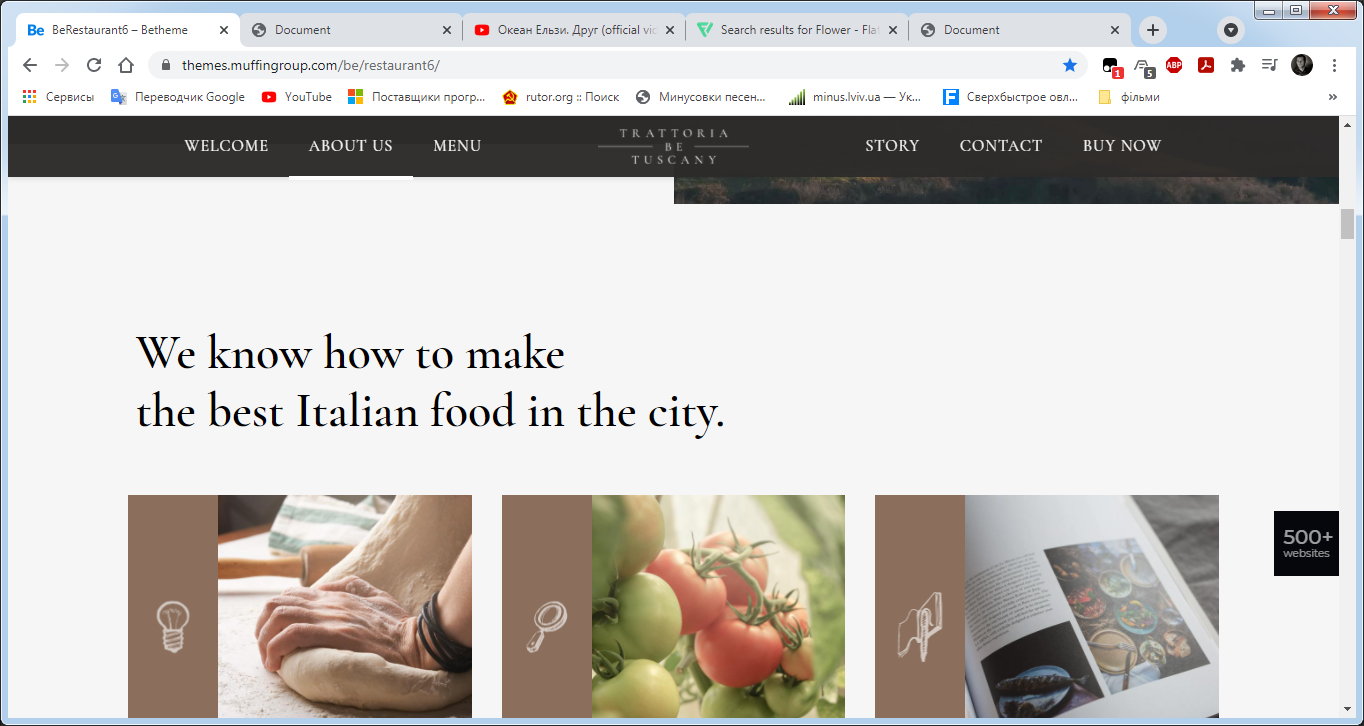 BeRestaurant6 – Betheme
Document
Океан Ельзи. Друг (official vid
Search results for Flower - Flat
Document
themes.muffingroup.com/be/restaurant6/
1
5
ABP
Сервисы
Переводчик Google
YouTube
Поставщики прогр...
rutor.org :: Поиск
Минусовки песен...
minus.lviv.ua — Ук...
Сверхбыстрое овл...
фільми
WELCOME
ABOUT US
MENU
TRATTORIA
BE
TUSCANY
STORY
CONTACT
BUY NOW
We know how to make
the best Italian food in the city.
500+
websites